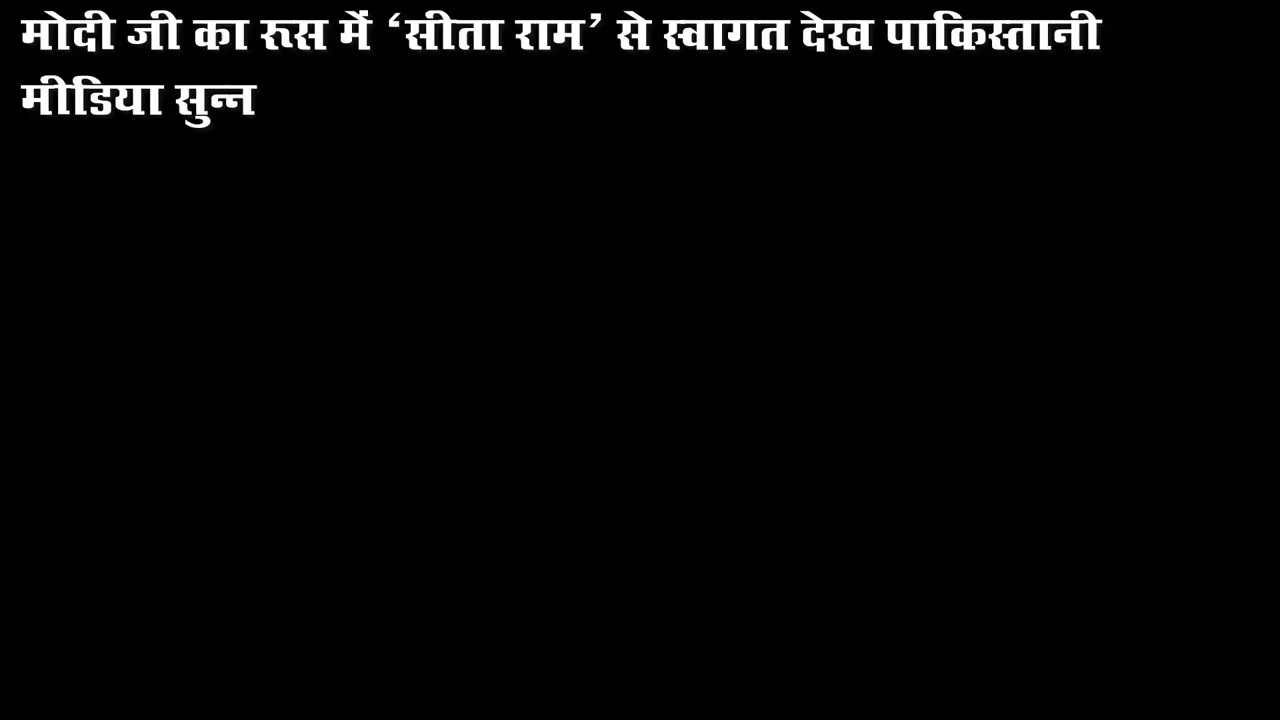 मोदी जी का रूस में ‘सीता राम’ से स्वागत देख पाकिस्तानी
मीडिया सुन्न